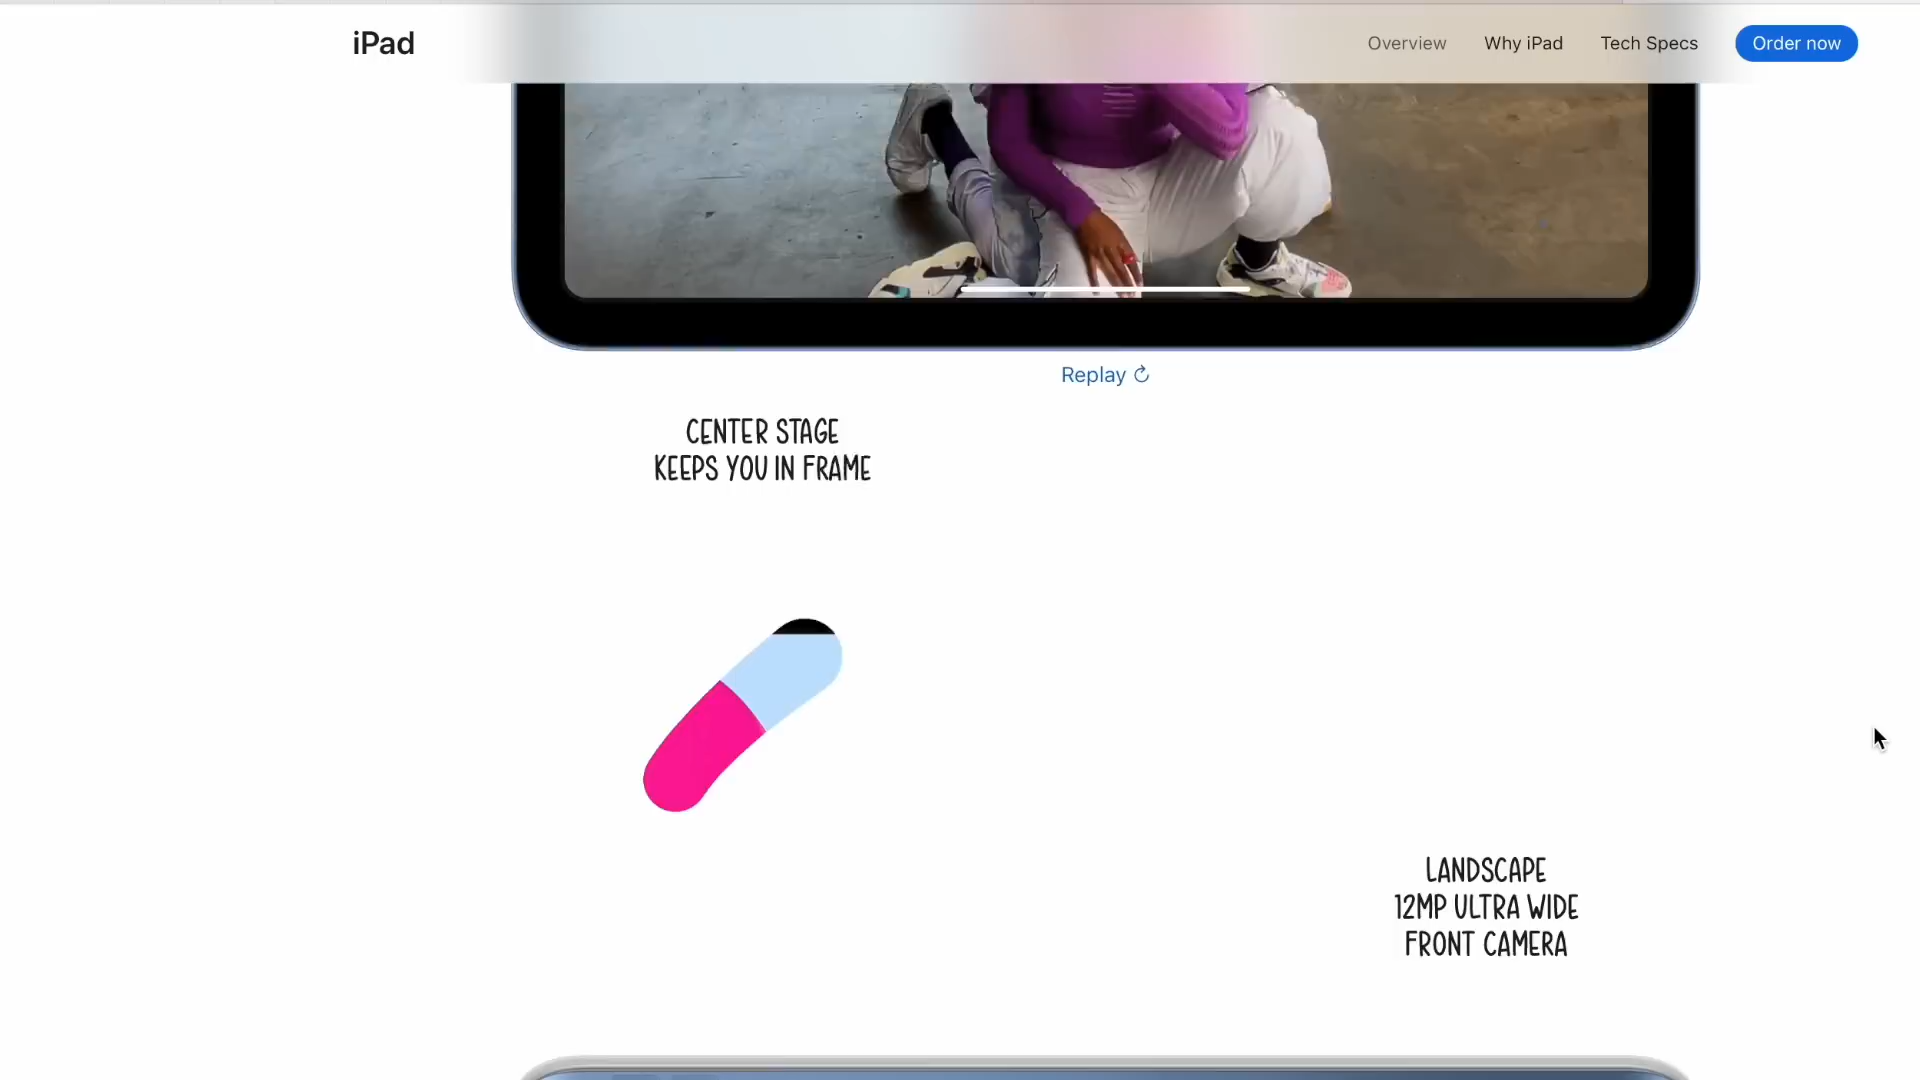 iPad
Overview
Why iPad
Tech Specs
Order now
Replay
CENTER STAGE
KEEPS YOU IN FRAME
LANDSCAPE
12MP ULTRA WIDE
FRONT CAMERA